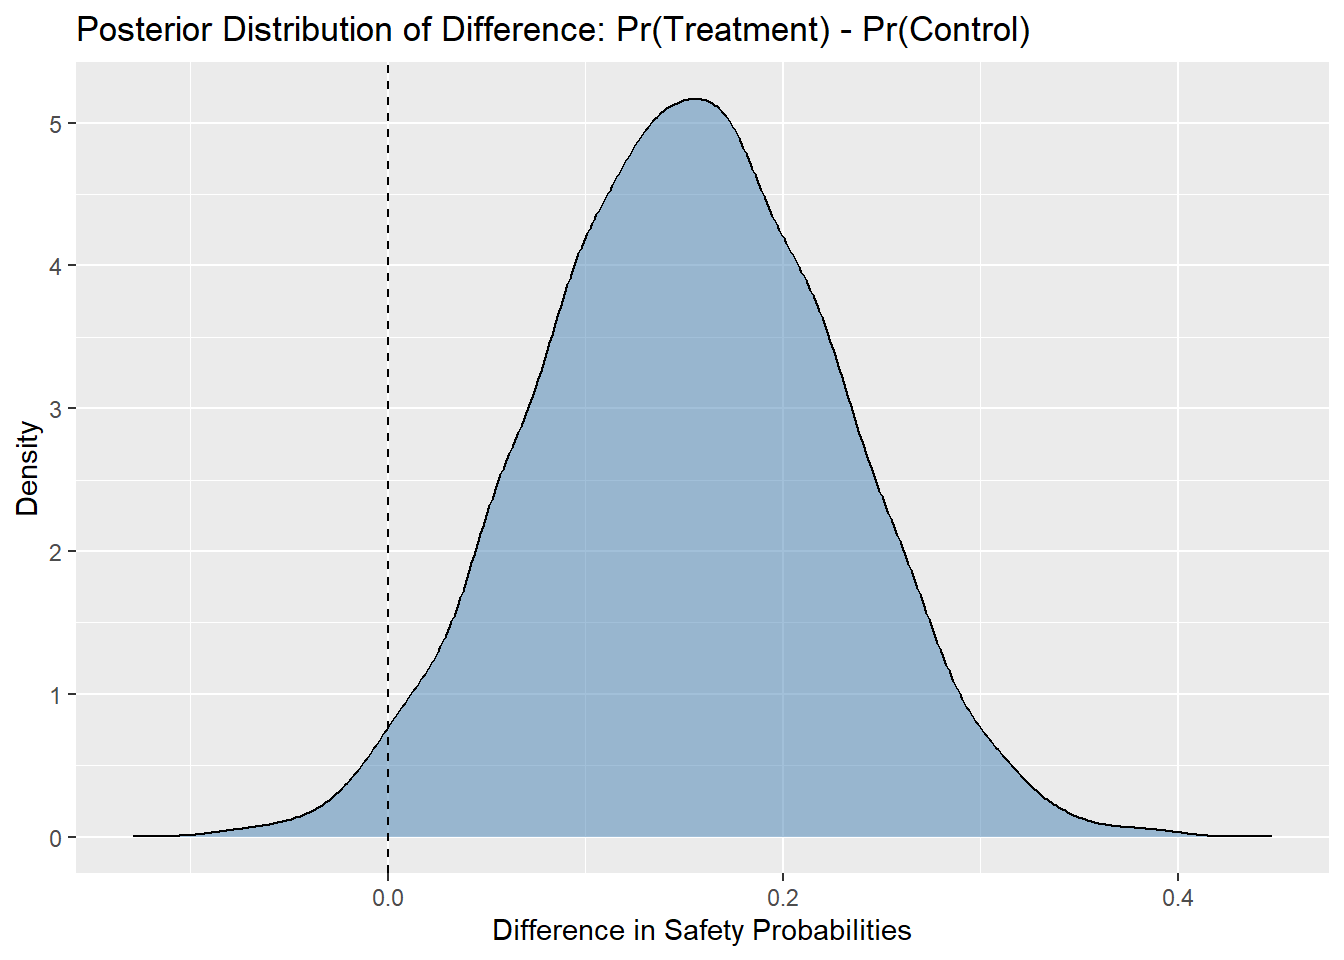 Posterior Distribution of Difference: Pr(Treatment) - Pr(Control)
5
4
3
2
1
0
Density
0.0 0.2 0.4
Difference in Safety Probabilities